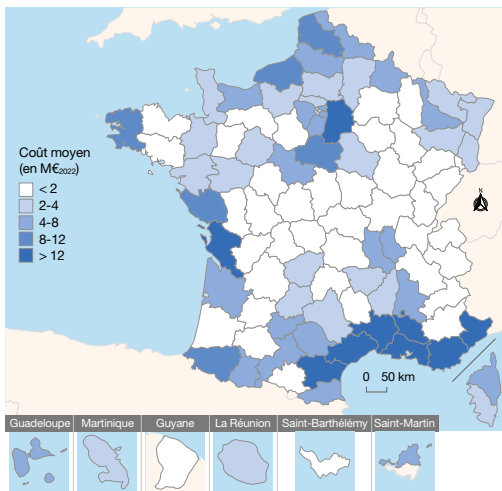 Coût moyen
(en M€2022)
< 2
2-4
4-8
8-12
> 12
N
0 50 km
Guadeloupe
Martinique
Guyane
La Réunion
Saint-Barthélémy
Saint-Martin